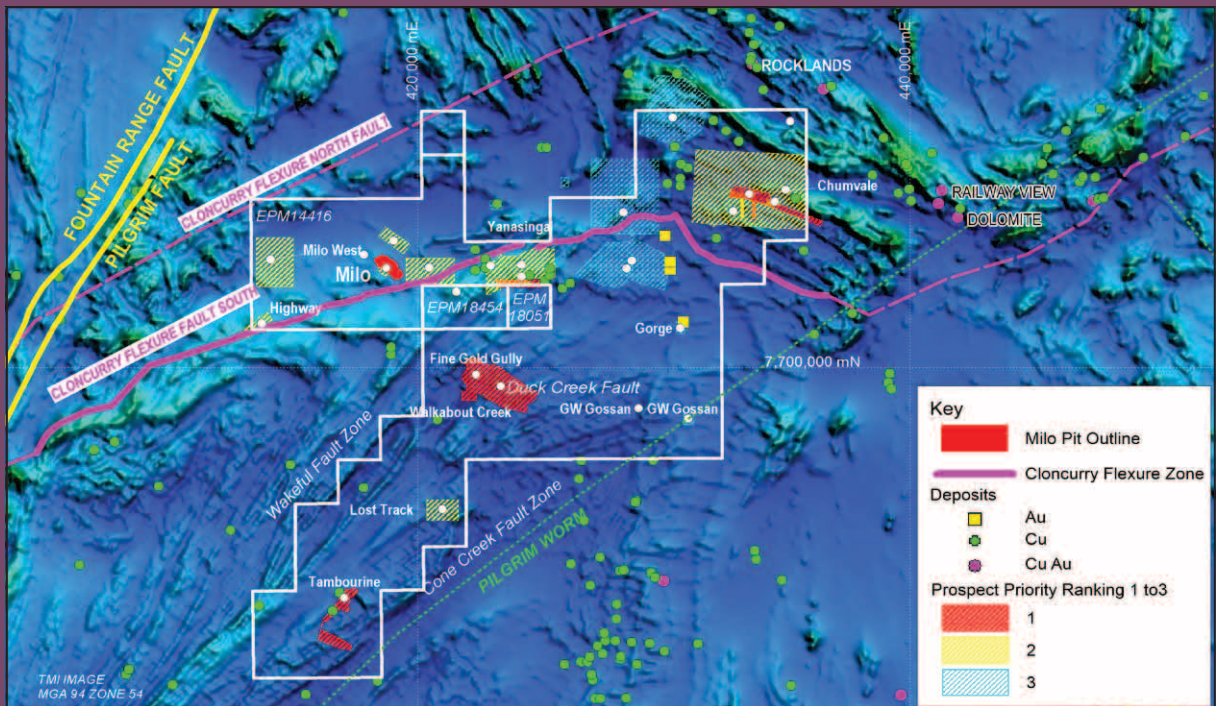 FOUNTAIN RANGE FAULT
PILGRIM FAULT
CLONCURRY FLEXURE NORTH FAULT
CLONCURRY FLEXURE FAULT SOUTH
420,000 mE
440,000 mE
ROCKLANDS
Chumvale
RAILWAY VIEW
DOLOMITE
EPM14416
Yanasinga
Milo West
Milo
Highway
EPM18454
EPM
18051
Gorge
7,700,000 mN
Fine Gold Gully
Duck Creek Fault
Walkabout Creek
GW Gossan
GW Gossan
Wakeful Fault Zone
Lost Track
Cone Creek Fault Zone
PILGRIM WORM
Tambourine
TMI IMAGE
MGA 94 ZONE 54
Key
Milo Pit Outline
Cloncurry Flexure Zone
Deposits
Au
Cu
Cu Au
Prospect Priority Ranking 1 to3
1
2
3